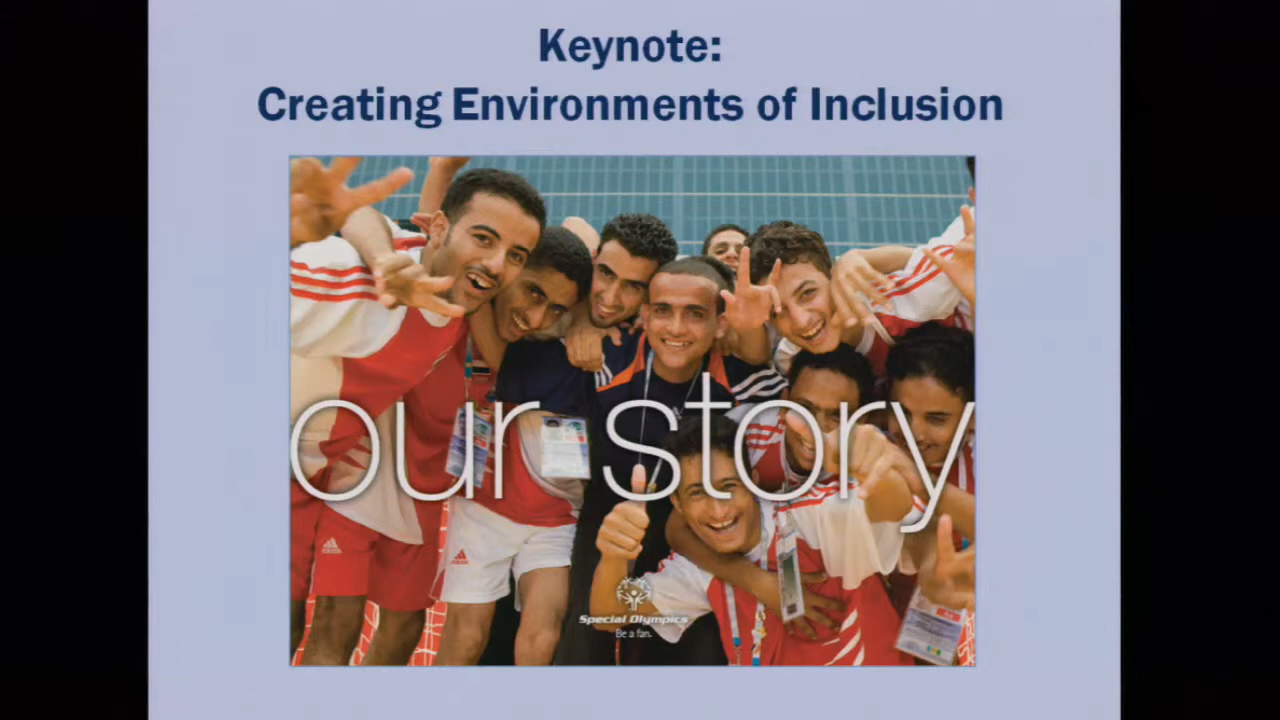 Keynote:
Creating Environments of Inclusion
our story
Special Olympics
Be a fan.